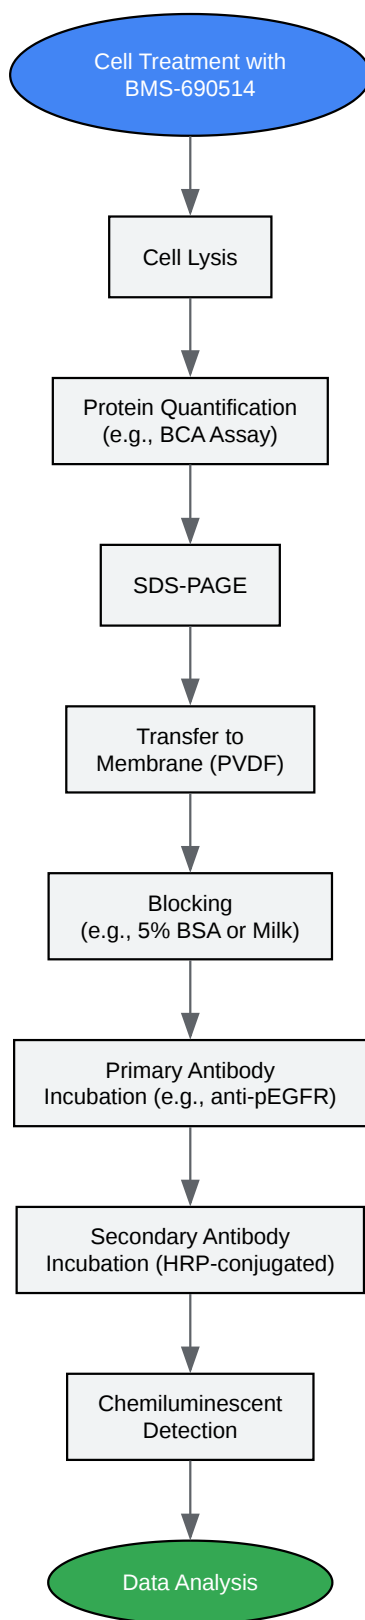 Cell Treatment with
BMS-690514
Cell Lysis
Protein Quantification
(e.g., BCA Assay)
SDS-PAGE
Transfer to
Membrane (PVDF)
Blocking
(e.g., 5% BSA or Milk)
Primary Antibody
Incubation (e.g., anti-pEGFR)
Secondary Antibody
Incubation (HRP-conjugated)
Chemiluminescent
Detection
Data Analysis